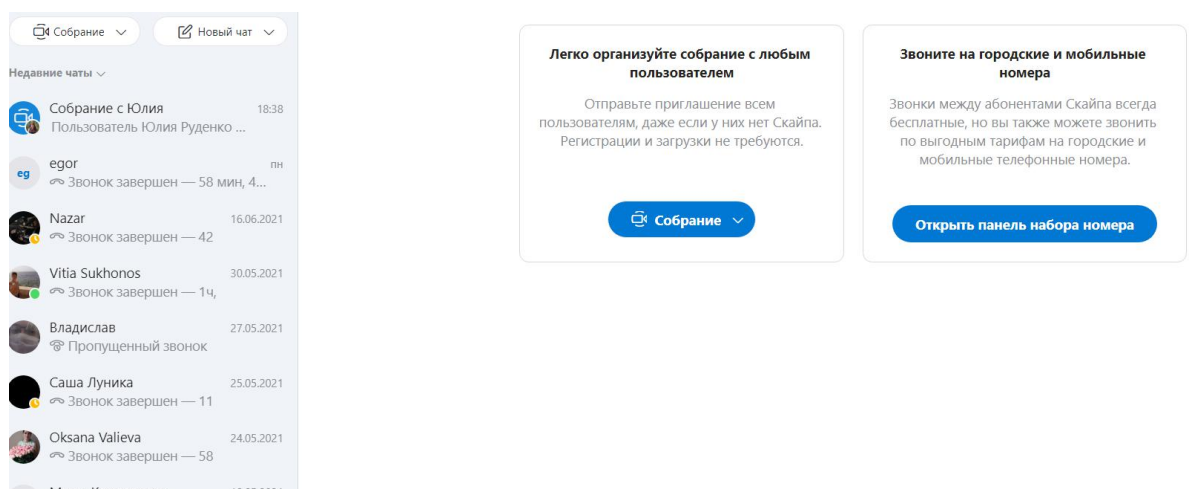 Собрание
Новый чат
Недавние чаты
Собрание с Юлия 18:38
Пользователь Юлия Руденко ...
eg
egor пн
Звонок завершен — 58 мин, 4...
Nazar 16.06.2021
Звонок завершен — 42
Vitia Sukhonos 30.05.2021
Звонок завершен — 1ч,
Владислав 27.05.2021
Пропущенный звонок
Саша Луника 25.05.2021
Звонок завершен — 11
Oksana Valieva 24.05.2021
Звонок завершен — 58
Легко организуйте собрание с любым
пользователем
Отправьте приглашение всем
пользователям, даже если у них нет Скайпа.
Регистрации и загрузки не требуются.
Собрание
Звоните на городские и мобильные
номера
Звонки между абонентами Скайпа всегда
бесплатные, но вы также можете звонить
по выгодным тарифам на городские и
мобильные телефонные номера.
Открыть панель набора номера